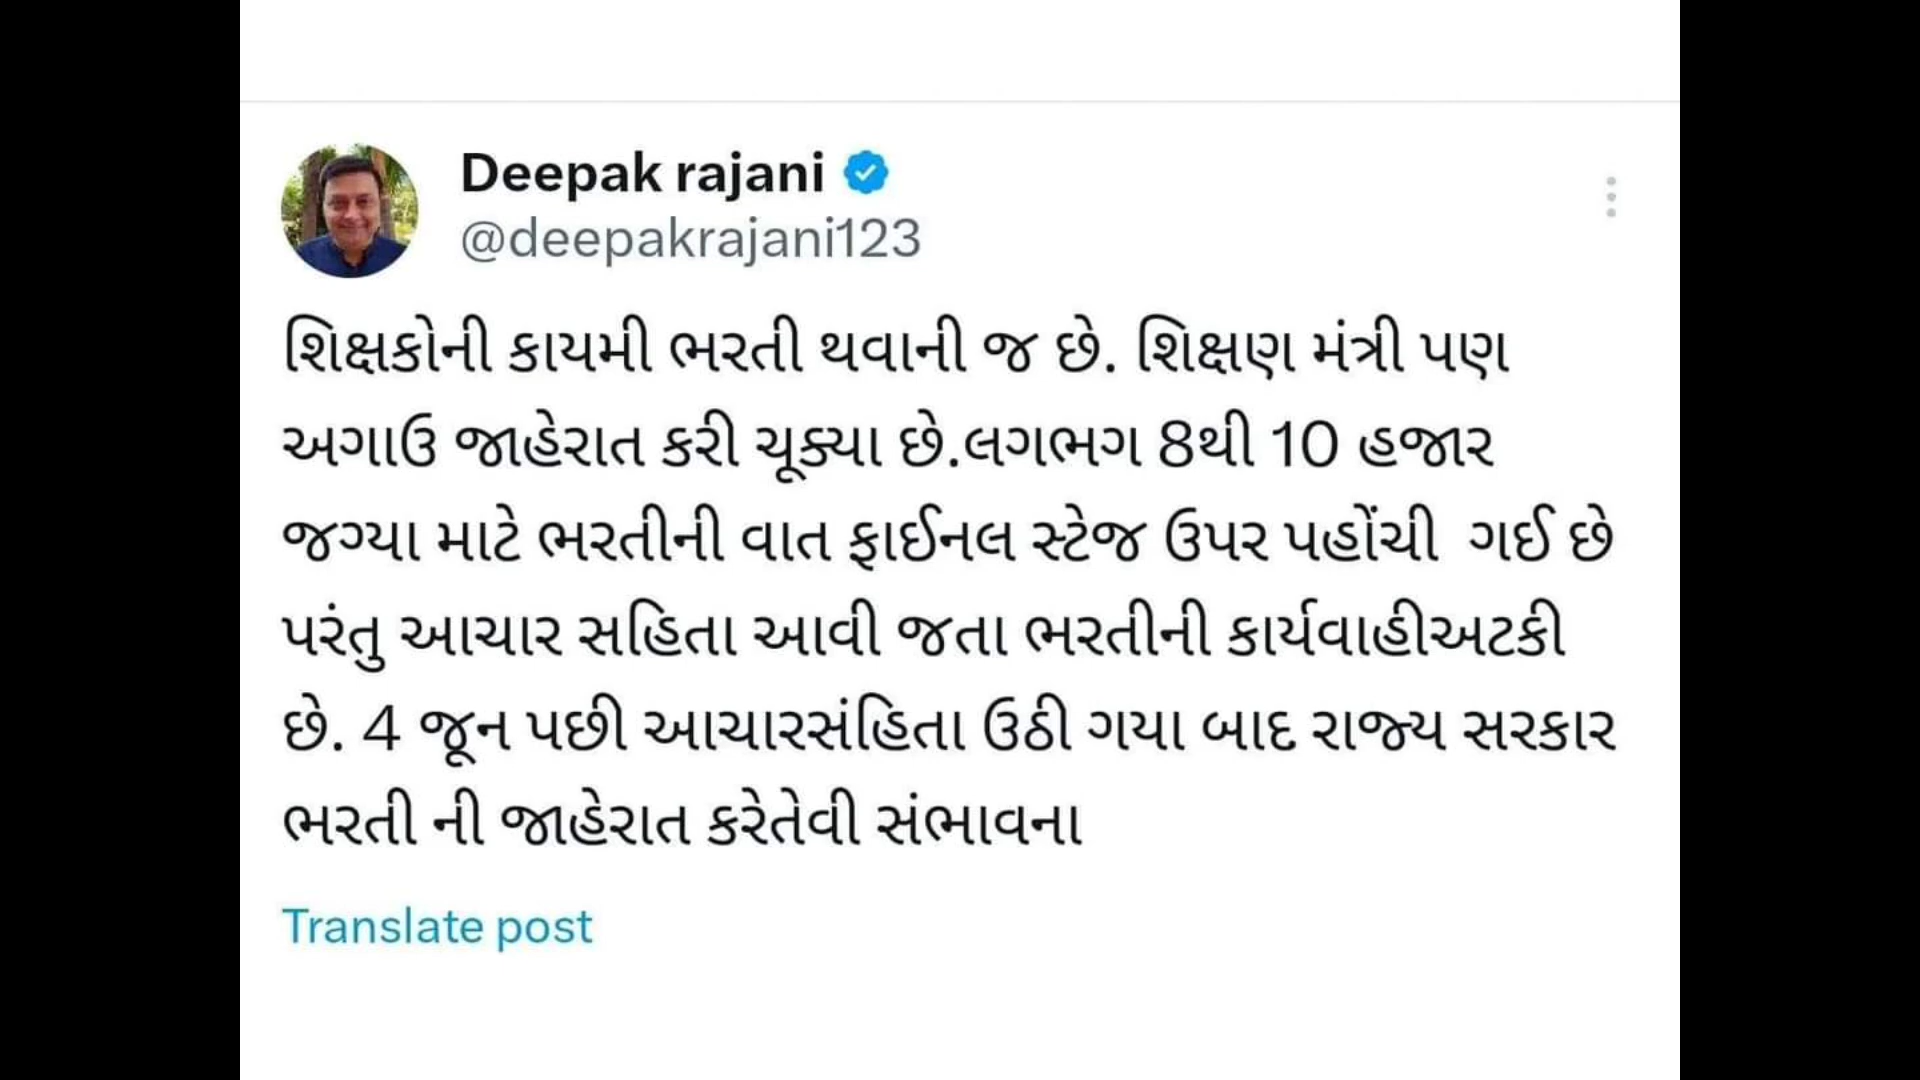 Deepak rajani
@deepakrajani123
શિક્ષકોની કાયમી ભરતી થવાની જ છે. શિક્ષણ મંત્રી પણ
અગાઉ જાહેરાત કરી ચૂક્યા છે.લગભગ 8થી 10 હજાર
જગ્યા માટે ભરતીની વાત ફાઈનલ સ્ટેજ ઉપર પહોંચી ગઈ છે
પરંતુ આચાર સહિતા આવી જતા ભરતીની કાર્યવાહીઅટકી
છે. 4 જૂન પછી આચારસંહિતા ઉઠી ગયા બાદ રાજ્ય સરકાર
ભરતી ની જાહેરાત કરેતેવી સંભાવના
Translate post